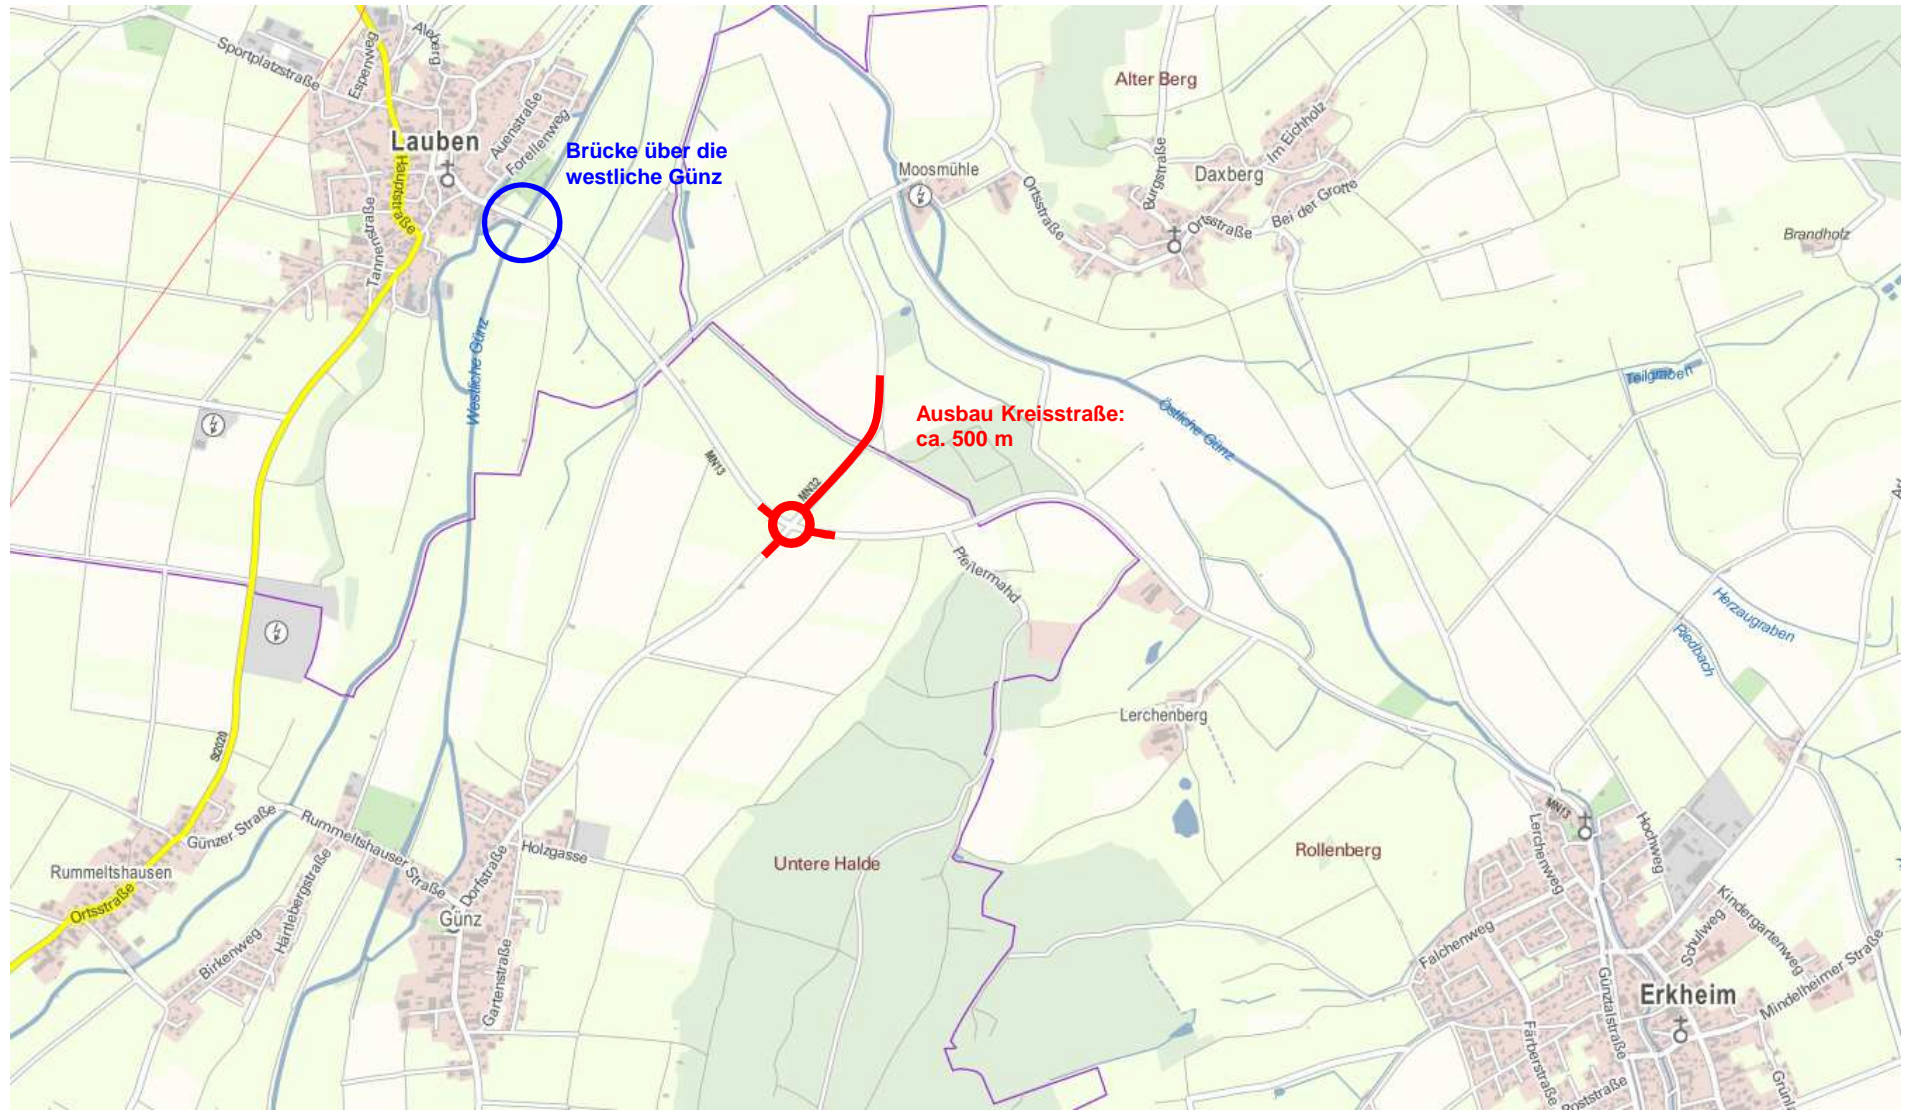 Sportplatzstraße
Espenweg
Aleberg
Lauben
Hauptstraße
Tannenstraße
Auenstraße
Forellenweg
Brücke über die
westliche Günz
Westliche Günz
Alter Berg
Moosmühle
Ortsstraße
Burgstraße
Daxberg
Im Eichholz
Ortsstraße
Bei der Grotte
Brandholz
Teilgraben
Östliche Günz
Ausbau Kreisstraße:
ca. 500 m
MN13
MN32
Herzaugraben
Riedbach
Lerchenberg
St2020
Rummeltshausen
Ortsstraße
Günzer Straße
Rummeltshauser Straße
Härtlebergstraße
Birkenweg
Dorfstraße
Günz
Holzgasse
Gartenstraße
Untere Halde
Rollenberg
MN13
Lerchenweg
Hochweg
Falchenweg
Schulweg
Kindergartenweg
Mindelheimer Straße
Erkheim
Günztalstraße
Färberstraße
Poststraße